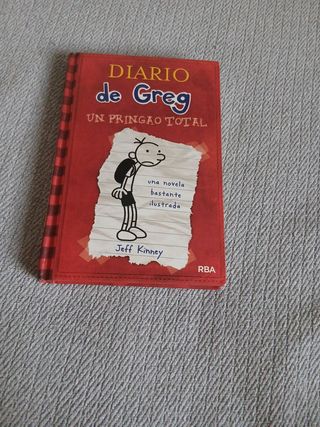 DIARIO
de Greg
UN PRINGAO TOTAL
una novela
bastante
ilustrada
Jeff Kinney
RBA